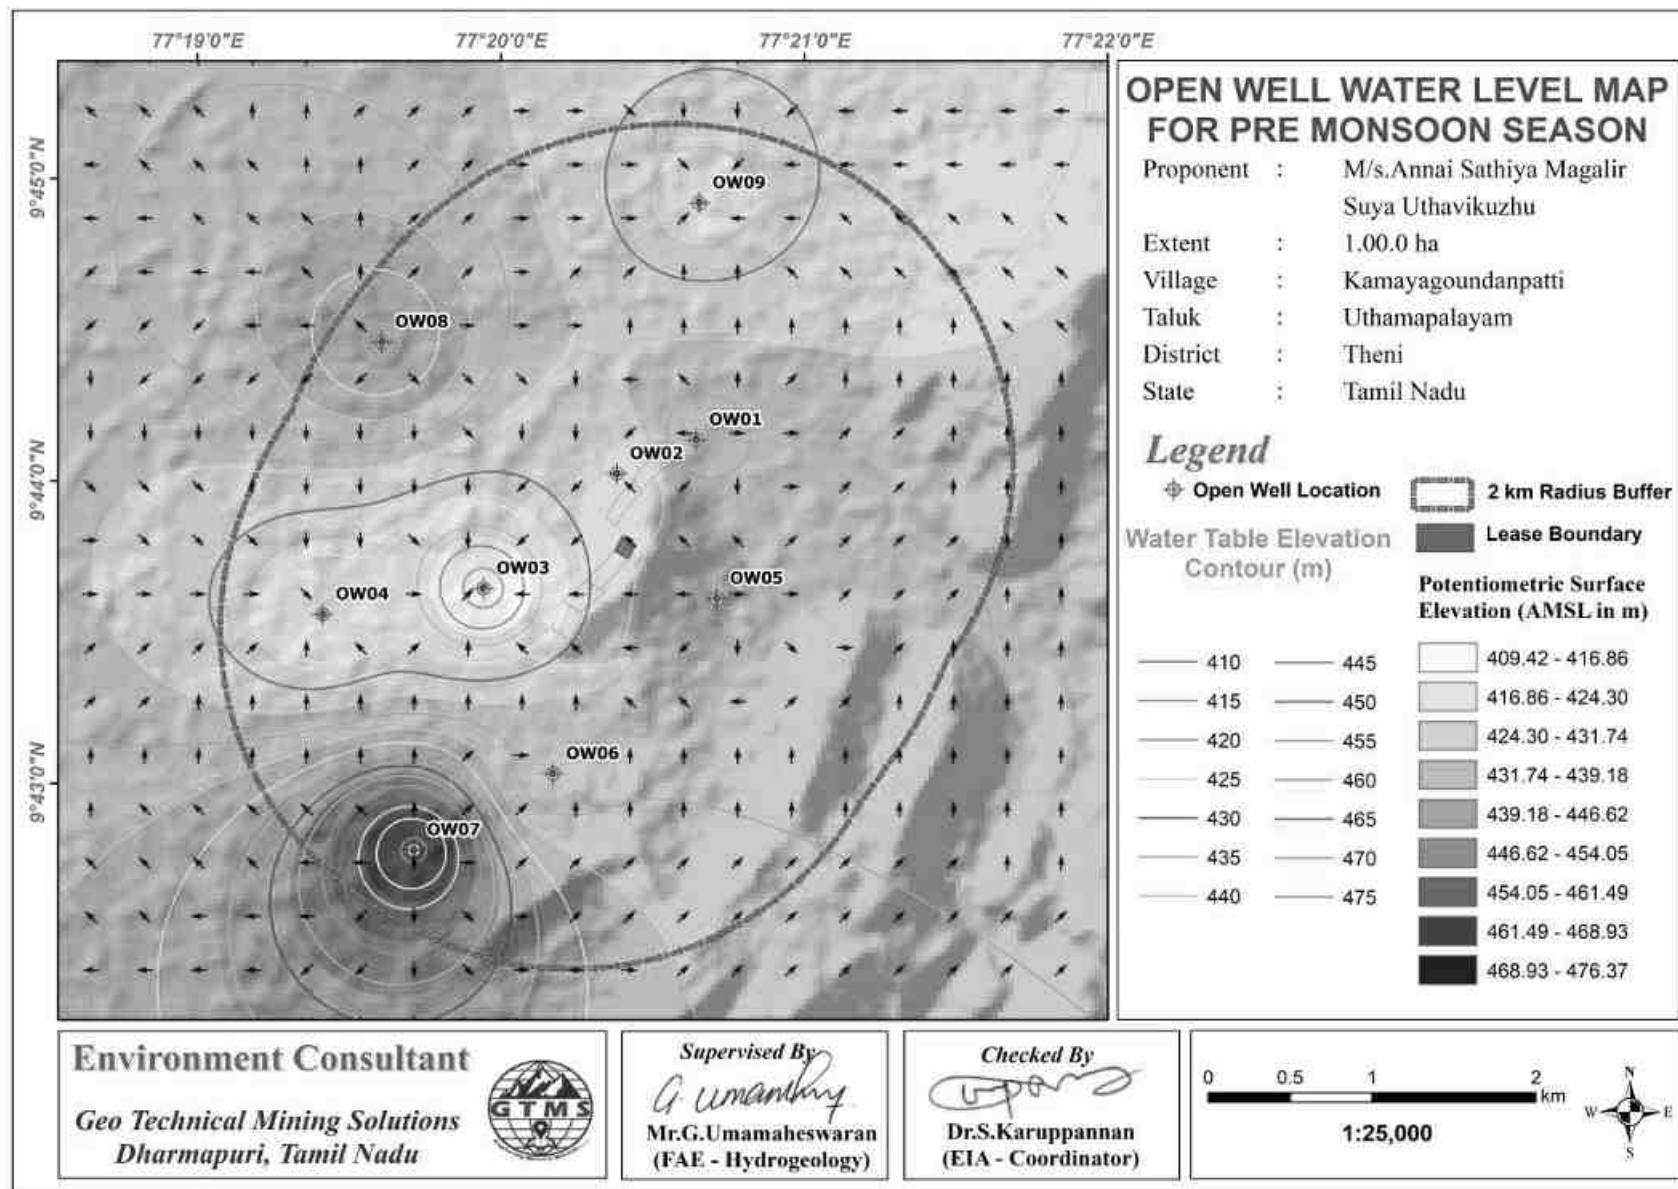 77°19'0"E 77°20'0"E 77°21'0"E 77°22'0"E
9°45'0"N
9°44'0"N
9°43'0"N
OW09
OW08
OW01
OW02
OW03
OW04
OW05
OW06
OW07
OPEN WELL WATER LEVEL MAP
FOR PRE MONSOON SEASON
Proponent : M/s.Annai Sathiya Magalir
Suya Uthavikuzhu
Extent : 1.00.0 ha
Village : Kamayagoundanpatti
Taluk : Uthamapalayam
District : Theni
State : Tamil Nadu
Legend
Open Well Location
2 km Radius Buffer
Lease Boundary
Water Table Elevation
Contour (m)
410 445
415 450
420 455
425 460
430 465
435 470
440 475
Potentiometric Surface
Elevation (AMSL in m)
409.42 - 416.86
416.86 - 424.30
424.30 - 431.74
431.74 - 439.18
439.18 - 446.62
446.62 - 454.05
454.05 - 461.49
461.49 - 468.93
468.93 - 476.37
Environment Consultant
Geo Technical Mining Solutions
Dharmapuri, Tamil Nadu
GTMS
Supervised By
Mr.G.Umamaheswaran
(FAE - Hydrogeology)
Checked By
Dr.S.Karuppannan
(EIA - Coordinator)
0 0.5 1 2
km
1:25,000
N
W E
S